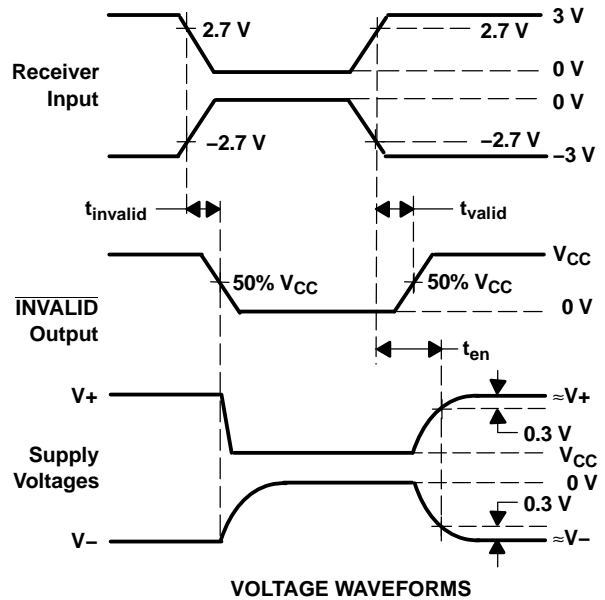 3 V
2.7 V
2.7 V
Receiver
Input
0 V
0 V
−2.7 V
−2.7 V
−3 V
tinvalid
tvalid
VCC
50% VCC
50% VCC
INVALID
Output
0 V
ten
V+
≈V+
0.3 V
Supply
Voltages
VCC
0 V
0.3 V
V−
≈V−
VOLTAGE WAVEFORMS